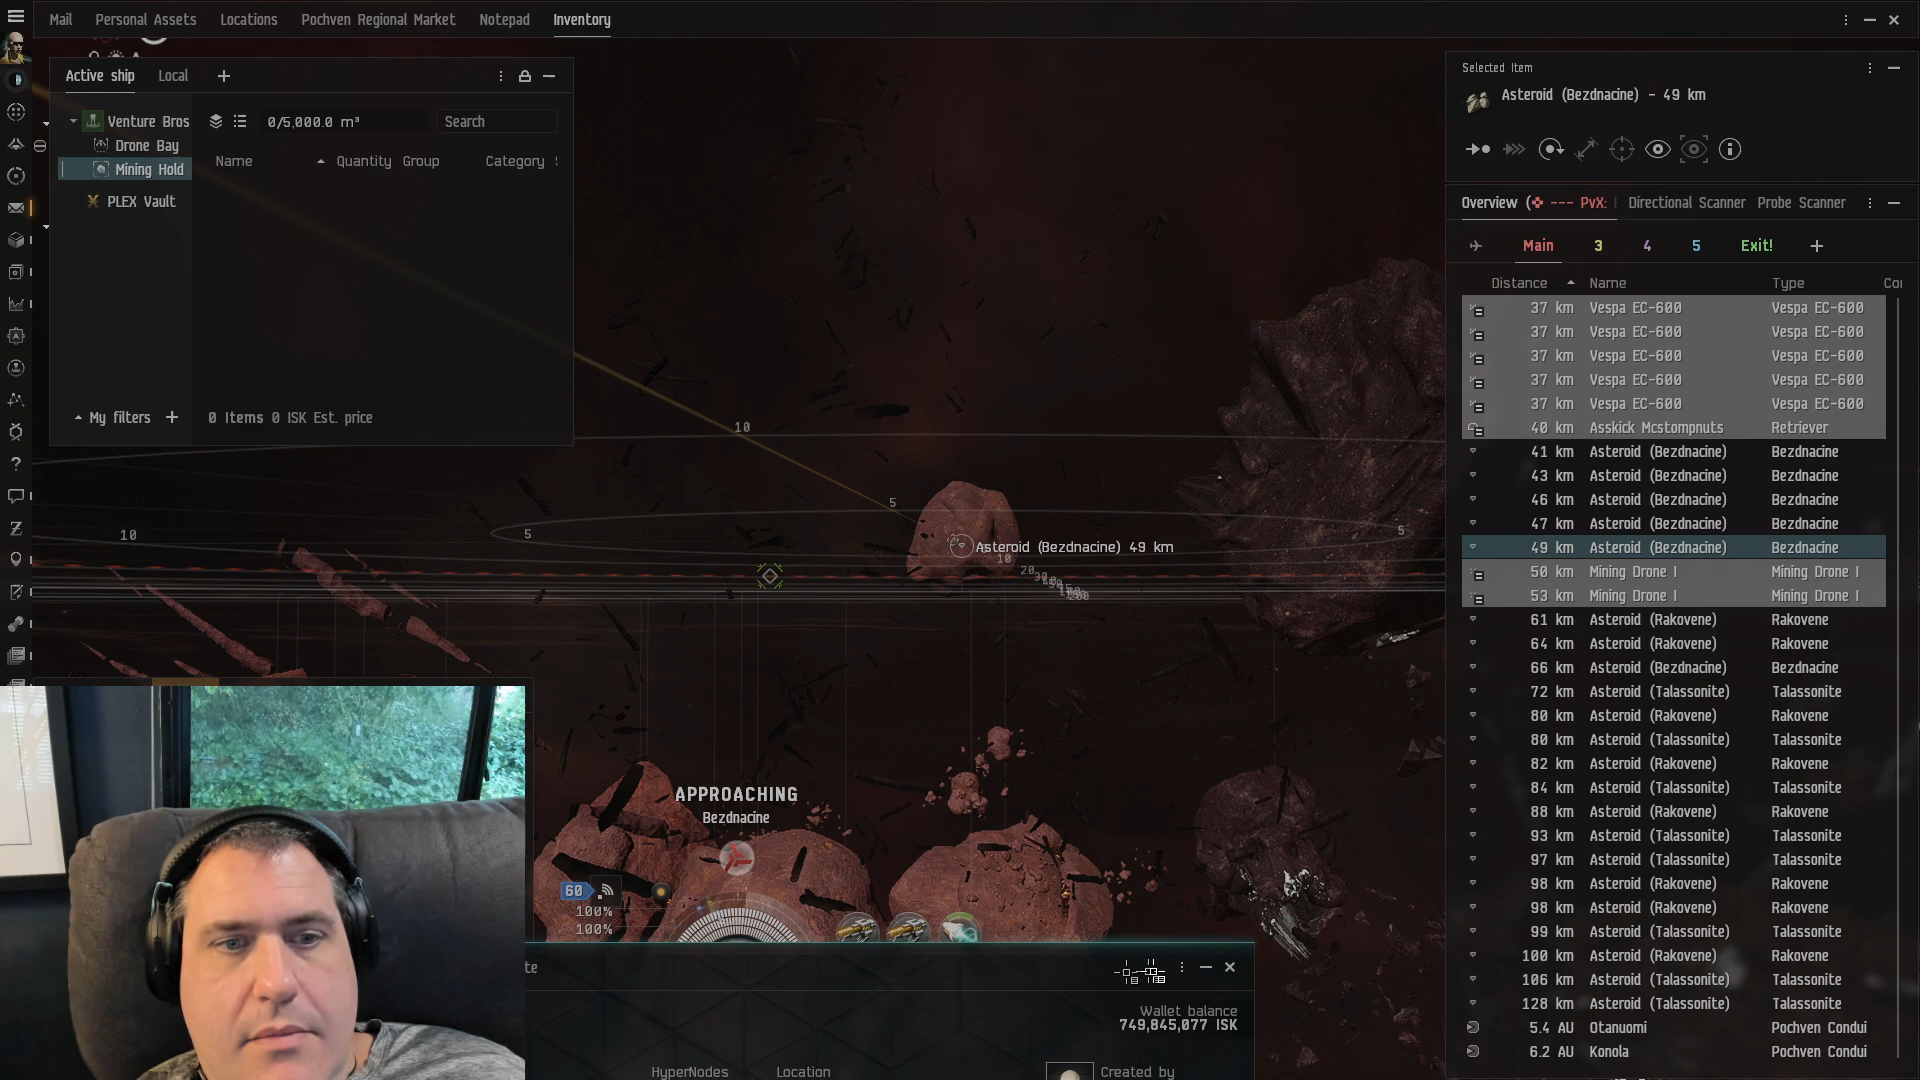 Mail Personal Assets Locations Pochven Regional Market Notepad Inventory
Active ship Local
Venture Bros
Drone Bay
Mining Hold
PLEX Vault
0/5,000.0 m³
Search
Name Quantity Group Category
My filters
0 Items 0 ISK Est. price
10
5
5
10
5
10
20
Asteroid (Bezdnacine) 49 km
APPROACHING
Bezdnacine
60
100%
100%
te
Wallet balance
749,845,077 ISK
HyperNodes Location Created by
Selected Item
Asteroid (Bezdnacine) - 49 km
Overview ( --- PvX: Directional Scanner Probe Scanner
Main 3 4 5 Exit!
Distance Name Type
37 km Vespa EC-600 Vespa EC-600
37 km Vespa EC-600 Vespa EC-600
37 km Vespa EC-600 Vespa EC-600
37 km Vespa EC-600 Vespa EC-600
37 km Vespa EC-600 Vespa EC-600
40 km Asskick Mcstompnuts Retriever
41 km Asteroid (Bezdnacine) Bezdnacine
43 km Asteroid (Bezdnacine) Bezdnacine
46 km Asteroid (Bezdnacine) Bezdnacine
47 km Asteroid (Bezdnacine) Bezdnacine
49 km Asteroid (Bezdnacine) Bezdnacine
50 km Mining Drone I Mining Drone I
53 km Mining Drone I Mining Drone I
61 km Asteroid (Rakovene) Rakovene
64 km Asteroid (Rakovene) Rakovene
66 km Asteroid (Bezdnacine) Bezdnacine
72 km Asteroid (Talassonite) Talassonite
80 km Asteroid (Rakovene) Rakovene
80 km Asteroid (Talassonite) Talassonite
82 km Asteroid (Rakovene) Rakovene
84 km Asteroid (Talassonite) Talassonite
88 km Asteroid (Rakovene) Rakovene
93 km Asteroid (Talassonite) Talassonite
97 km Asteroid (Talassonite) Talassonite
98 km Asteroid (Rakovene) Rakovene
98 km Asteroid (Rakovene) Rakovene
99 km Asteroid (Talassonite) Talassonite
100 km Asteroid (Rakovene) Rakovene
106 km Asteroid (Talassonite) Talassonite
128 km Asteroid (Talassonite) Talassonite
5.4 AU Otanuomi Pochven Condui
6.2 AU Konola Pochven Condui